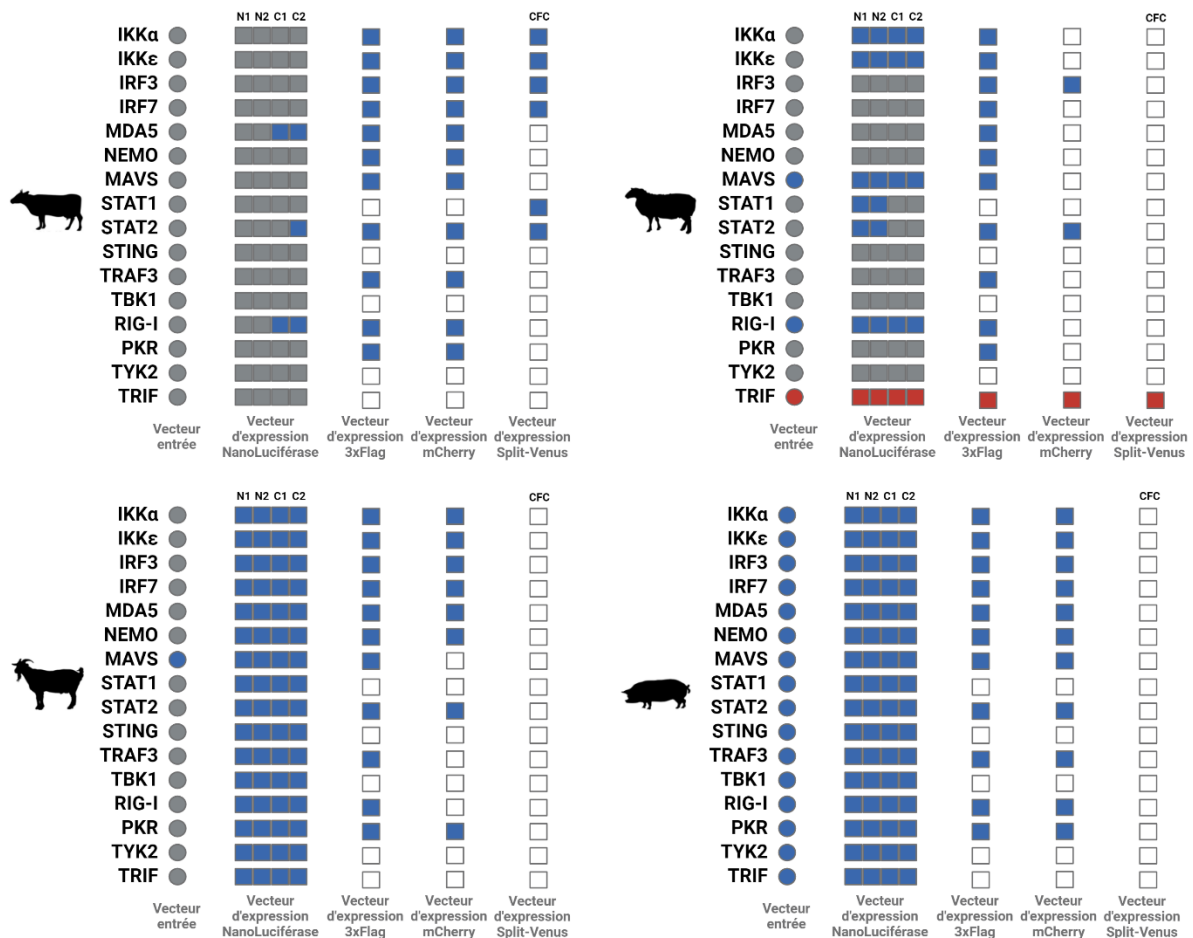 N1 N2 C1 C2 CFC
IKKα
IKKε
IRF3
IRF7
MDA5
NEMO
MAVS
STAT1
STAT2
STING
TRAF3
TBK1
RIG-I
PKR
TYK2
TRIF
Vecteur entrée
Vecteur d'expression NanoLuciférase
Vecteur d'expression 3xFlag
Vecteur d'expression mCherry
Vecteur d'expression Split-Venus
N1 N2 C1 C2 CFC
IKKα
IKKε
IRF3
IRF7
MDA5
NEMO
MAVS
STAT1
STAT2
STING
TRAF3
TBK1
RIG-I
PKR
TYK2
TRIF
Vecteur entrée
Vecteur d'expression NanoLuciférase
Vecteur d'expression 3xFlag
Vecteur d'expression mCherry
Vecteur d'expression Split-Venus
N1 N2 C1 C2 CFC
IKKα
IKKε
IRF3
IRF7
MDA5
NEMO
MAVS
STAT1
STAT2
STING
TRAF3
TBK1
RIG-I
PKR
TYK2
TRIF
Vecteur entrée
Vecteur d'expression NanoLuciférase
Vecteur d'expression 3xFlag
Vecteur d'expression mCherry
Vecteur d'expression Split-Venus
N1 N2 C1 C2 CFC
IKKα
IKKε
IRF3
IRF7
MDA5
NEMO
MAVS
STAT1
STAT2
STING
TRAF3
TBK1
RIG-I
PKR
TYK2
TRIF
Vecteur entrée
Vecteur d'expression NanoLuciférase
Vecteur d'expression 3xFlag
Vecteur d'expression mCherry
Vecteur d'expression Split-Venus